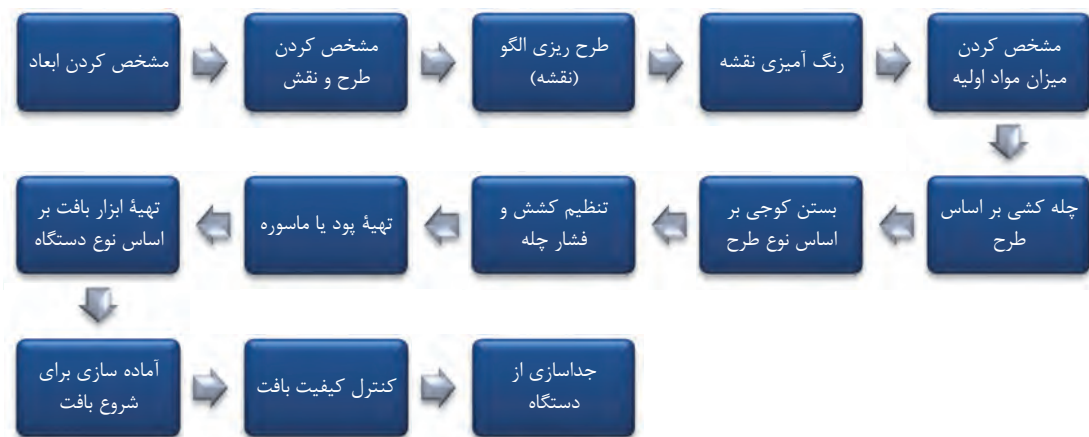 مشخص کردن ابعاد
مشخص کردن
طرح و نقش
طرح ریزی الگو
(نقشه)
رنگ آمیزی نقشه
مشخص کردن
میزان مواد اولیه
چله کشی بر اساس
طرح
بستن کوجی بر
اساس نوع طرح
تنظیم کشش و
فشار چله
تهیهٔ پود یا ماسوره
تهیهٔ ابزار بافت بر
اساس نوع دستگاه
آماده سازی برای
شروع بافت
کنترل کیفیت بافت
جداسازی از
دستگاه